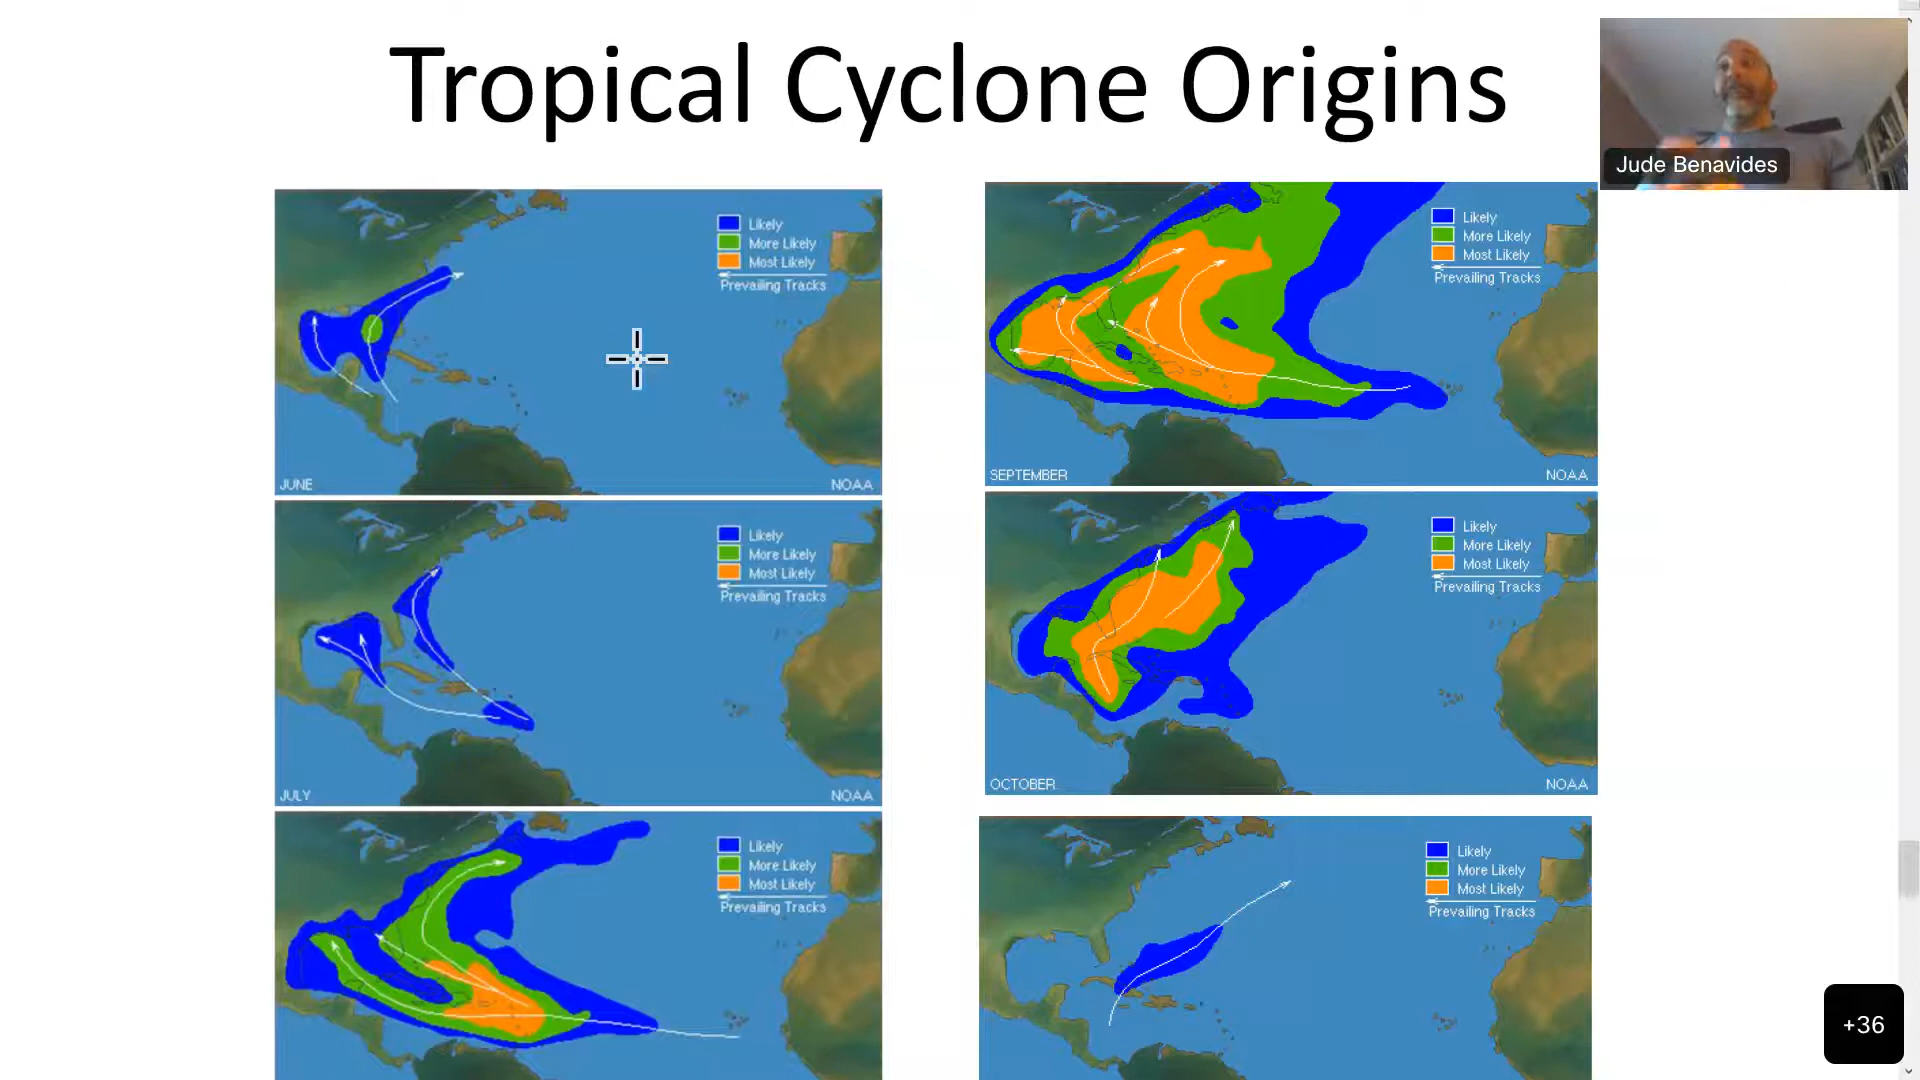 Tropical Cyclone Origins
Jude Benavides
Likely
More Likely
Most Likely
Prevailing Tracks
JUNE
NOAA
Likely
More Likely
Most Likely
Prevailing Tracks
SEPTEMBER
NOAA
Likely
More Likely
Most Likely
Prevailing Tracks
JULY
NOAA
Likely
More Likely
Most Likely
Prevailing Tracks
OCTOBER
NOAA
Likely
More Likely
Most Likely
Prevailing Tracks
Likely
More Likely
Most Likely
Prevailing Tracks
+36